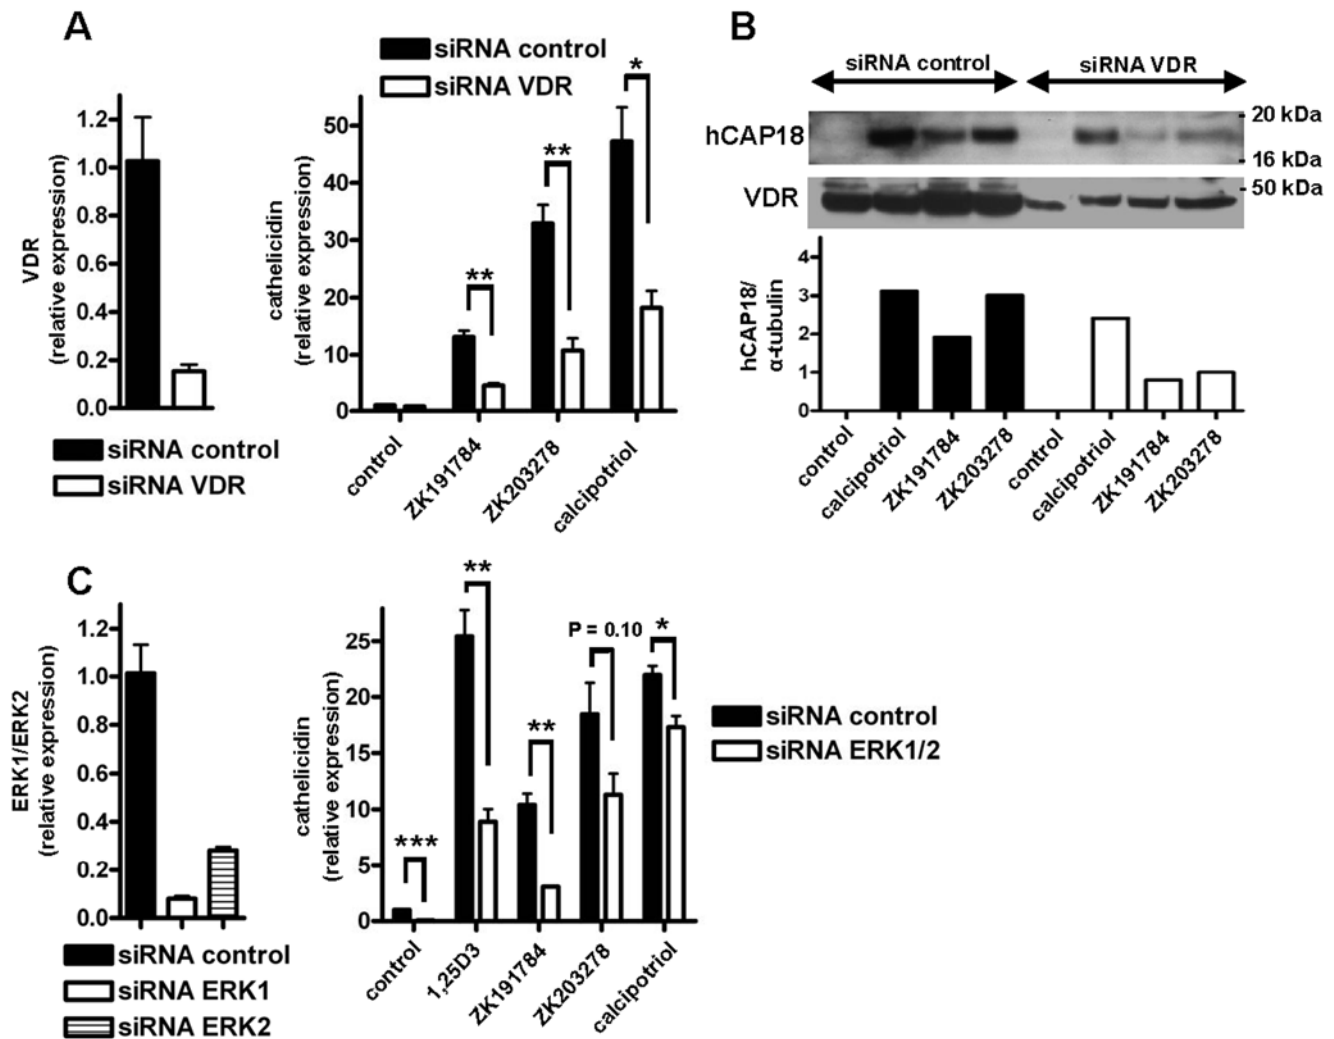 A
siRNA control
siRNA VDR
VDR
(relative expression)
1.2
1.0
0.8
0.6
0.4
0.2
0.0
siRNA control
siRNA VDR
cathelicidin
(relative expression)
50
40
30
20
10
0
**
**
*
control
ZK191784
ZK203278
calcipotriol
B
siRNA control
siRNA VDR
hCAP18
20 kDa
16 kDa
VDR
50 kDa
hCAP18/
α-tubulin
4
3
2
1
0
control
calcipotriol
ZK191784
ZK203278
control
calcipotriol
ZK191784
ZK203278
C
ERK1/ERK2
(relative expression)
1.2
1.0
0.8
0.6
0.4
0.2
0.0
siRNA control
siRNA ERK1
siRNA ERK2
cathelicidin
(relative expression)
25
20
15
10
5
0
***
**
**
P = 0.10
*
control
1,25D3
ZK191784
ZK203278
calcipotriol
siRNA control
siRNA ERK1/2